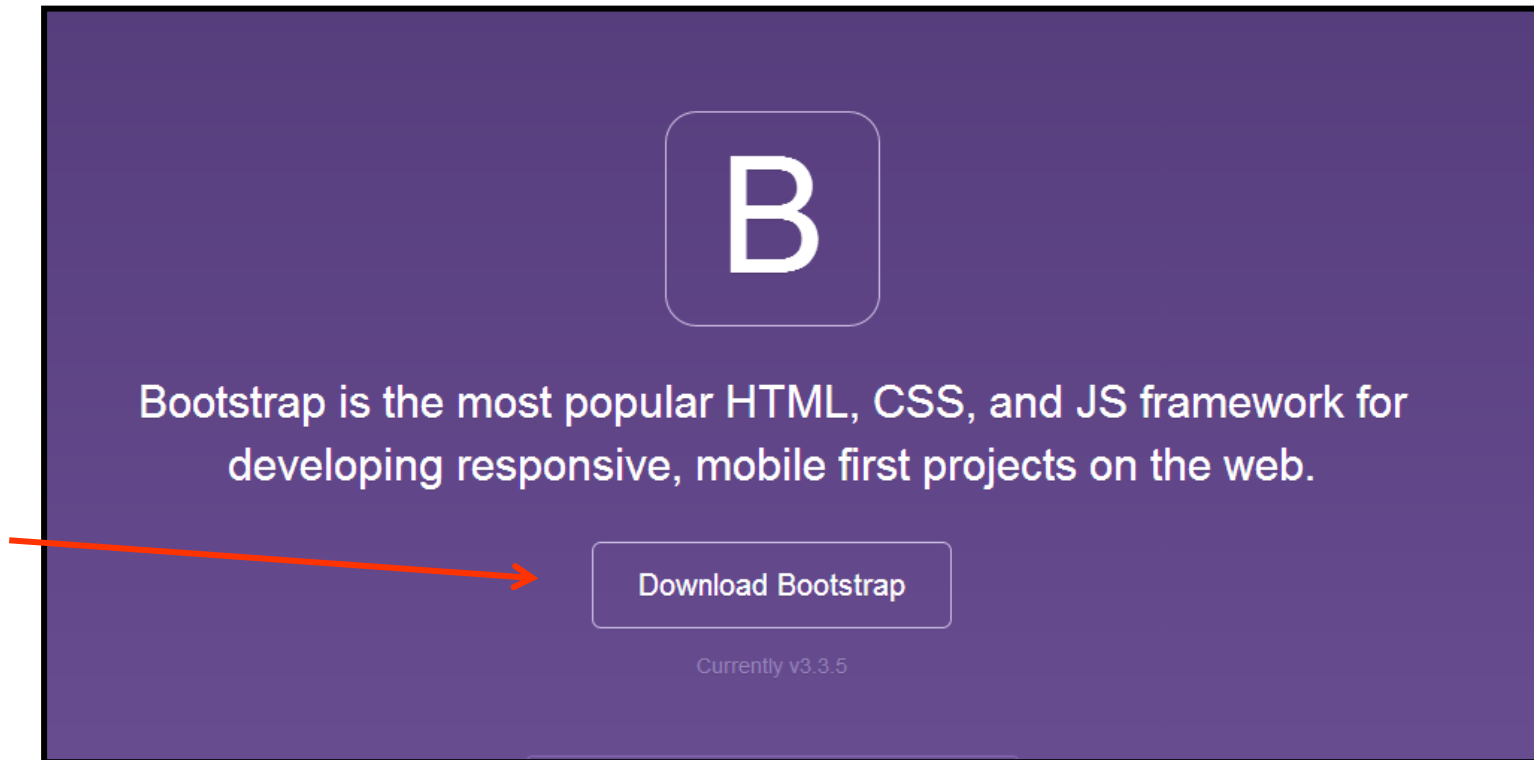 B
Bootstrap is the most popular HTML, CSS, and JS framework for
developing responsive, mobile first projects on the web.
Download Bootstrap
Currently v3.3.5